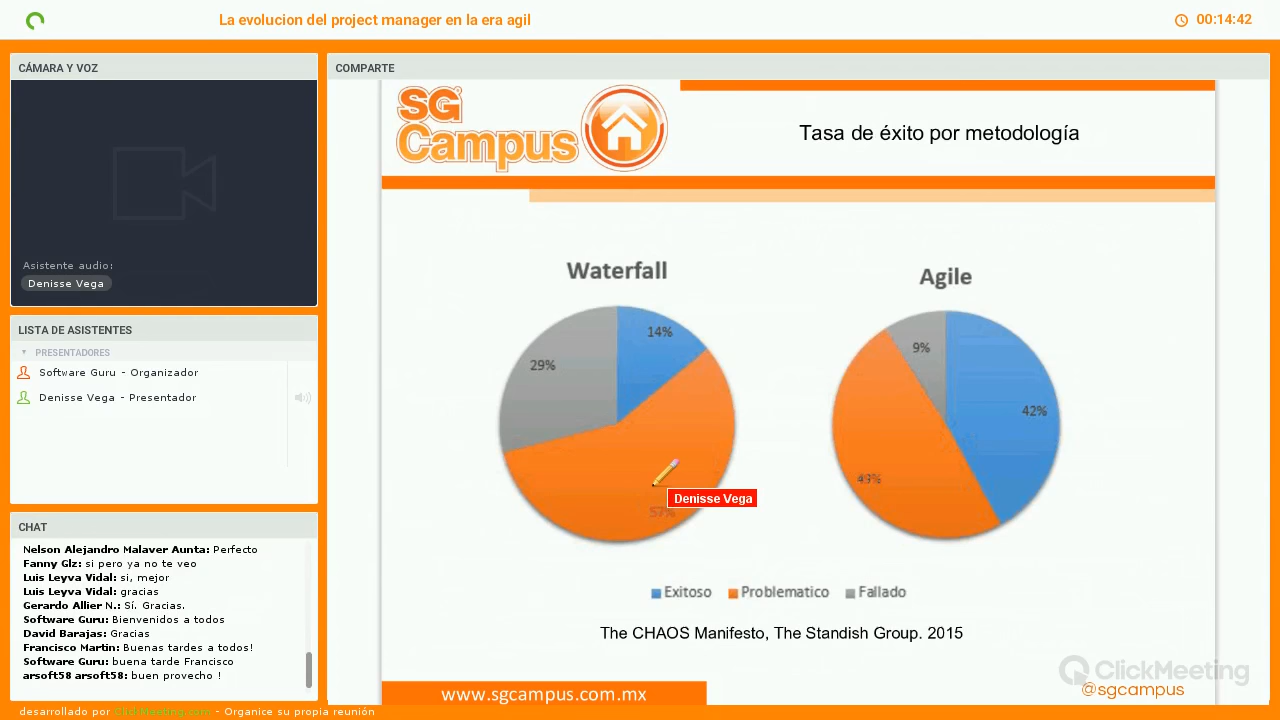 La evolucion del project manager en la era agil
00:14:42
CÁMARA Y VOZ
Asistente audio:
Denisse Vega
LISTA DE ASISTENTES
PRESENTADORES
Software Guru - Organizador
Denisse Vega - Presentador
CHAT
Nelson Alejandro Malaver Aunta: Perfecto
Fanny Glz: si pero ya no te veo
Luis Leyva Vidal: si, mejor
Luis Leyva Vidal: gracias
Gerardo Allier N.: Sí. Gracias.
Software Guru: Bienvenidos a todos
David Barajas: Gracias
Francisco Martin: Buenas tardes a todos!
Software Guru: buena tarde Francisco
arsoft58 arsoft58: buen provecho !
desarrollado por ClickMeeting.com - Organice su propia reunión
COMPARTE
SG
Campus
Tasa de éxito por metodología
Waterfall
14%
29%
57%
Denisse Vega
Agile
9%
42%
49%
Exitoso Problematico Fallado
The CHAOS Manifesto, The Standish Group. 2015
www.sgcampus.com.mx
ClickMeeting
@sgcampus